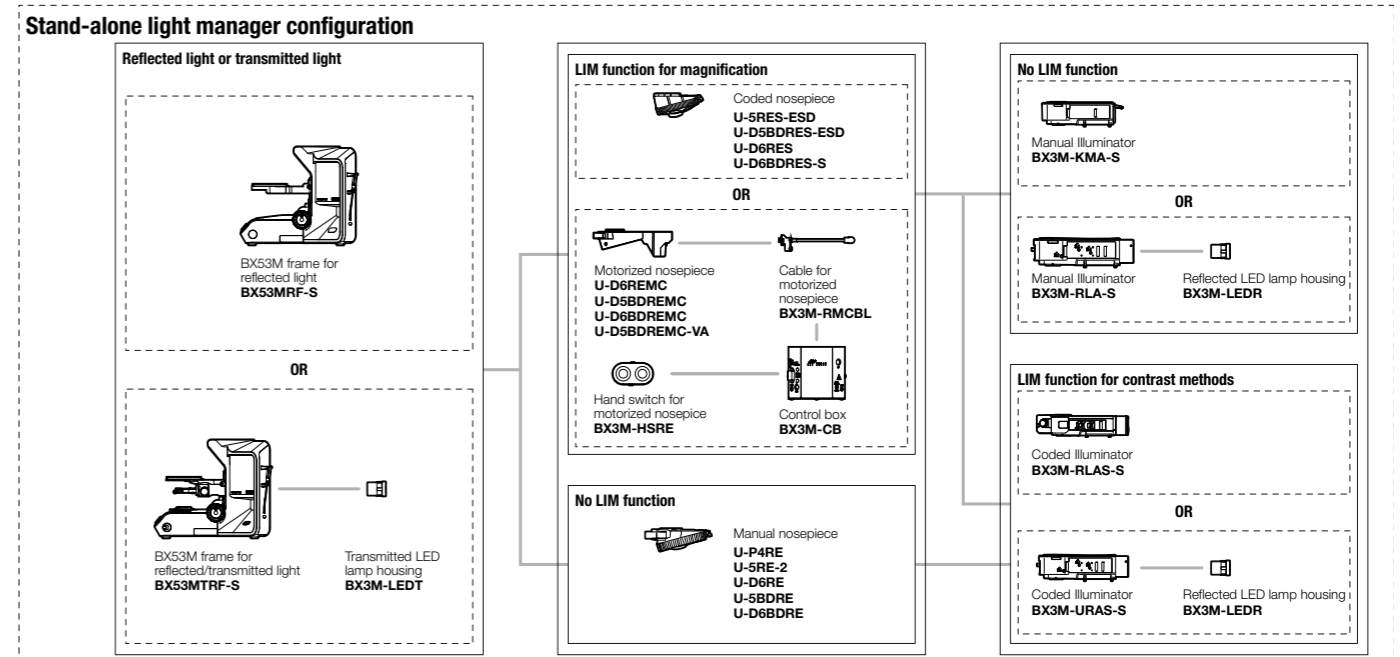 Stand-alone light manager configuration
Reflected light or transmitted light
BX53M frame for
reflected light
BX53MRF-S
OR
BX53M frame for
reflected/transmitted light
BX53MTRF-S
Transmitted LED
lamp housing
BX3M-LEDT
LIM function for magnification
Coded nosepiece
U-5RES-ESD
U-D5BDRES-ESD
U-D6RES
U-D6BDRES-S
OR
Motorized nosepiece
U-D6REMC
U-D5BDREMC
U-D6BDREMC
U-D5BDREMC-VA
Cable for
motorized
nosepiece
BX3M-RMCBL
Hand switch for
motorized nosepice
BX3M-HSRE
Control box
BX3M-CB
No LIM function
Manual nosepiece
U-P4RE
U-5RE-2
U-D6RE
U-5BDRE
U-D6BDRE
No LIM function
Manual Illuminator
BX3M-KMA-S
OR
Manual Illuminator
BX3M-RLA-S
Reflected LED lamp housing
BX3M-LEDR
LIM function for contrast methods
Coded Illuminator
BX3M-RLAS-S
OR
Coded Illuminator
BX3M-URAS-S
Reflected LED lamp housing
BX3M-LEDR